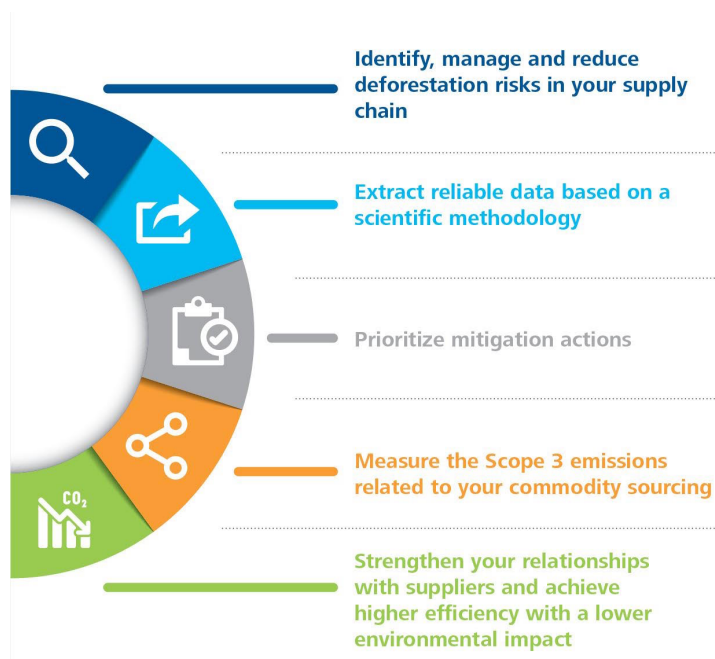 Identify, manage and reduce
deforestation risks in your supply
chain
Extract reliable data based on a
scientific methodology
Prioritize mitigation actions
Measure the Scope 3 emissions
related to your commodity sourcing
CO₂
Strengthen your relationships
with suppliers and achieve
higher efficiency with a lower
environmental impact